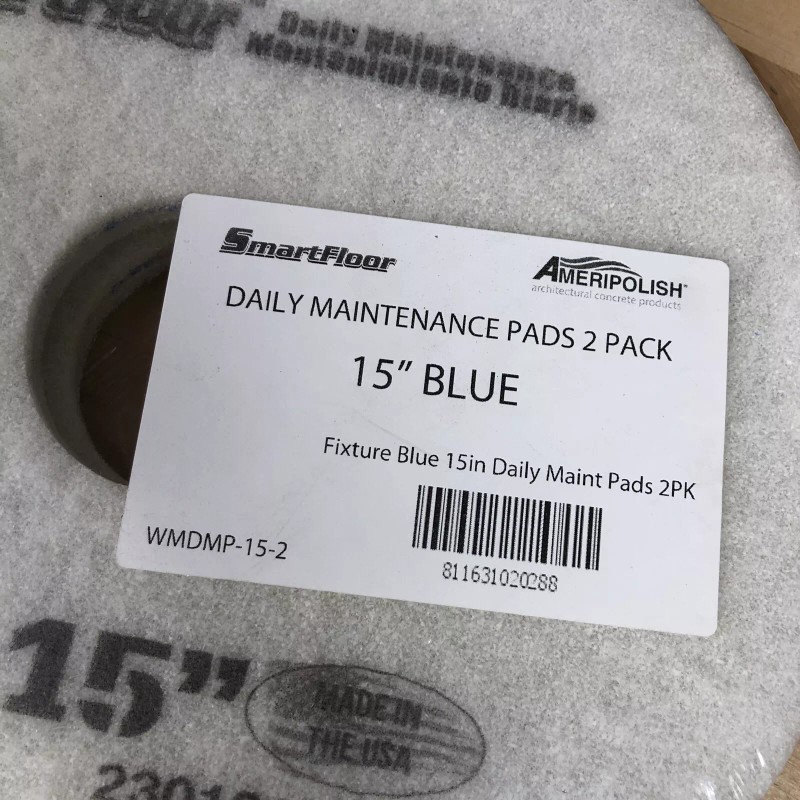 SmartFloor
Daily Maintenance
Mantenimiento Diario
SmartFloor
AMERIPOLISH
architectural concrete products
DAILY MAINTENANCE PADS 2 PACK
15” BLUE
Fixture Blue 15in Daily Maint Pads 2PK
811631020288
WMDMP-15-2
15”
MADE IN
THE USA